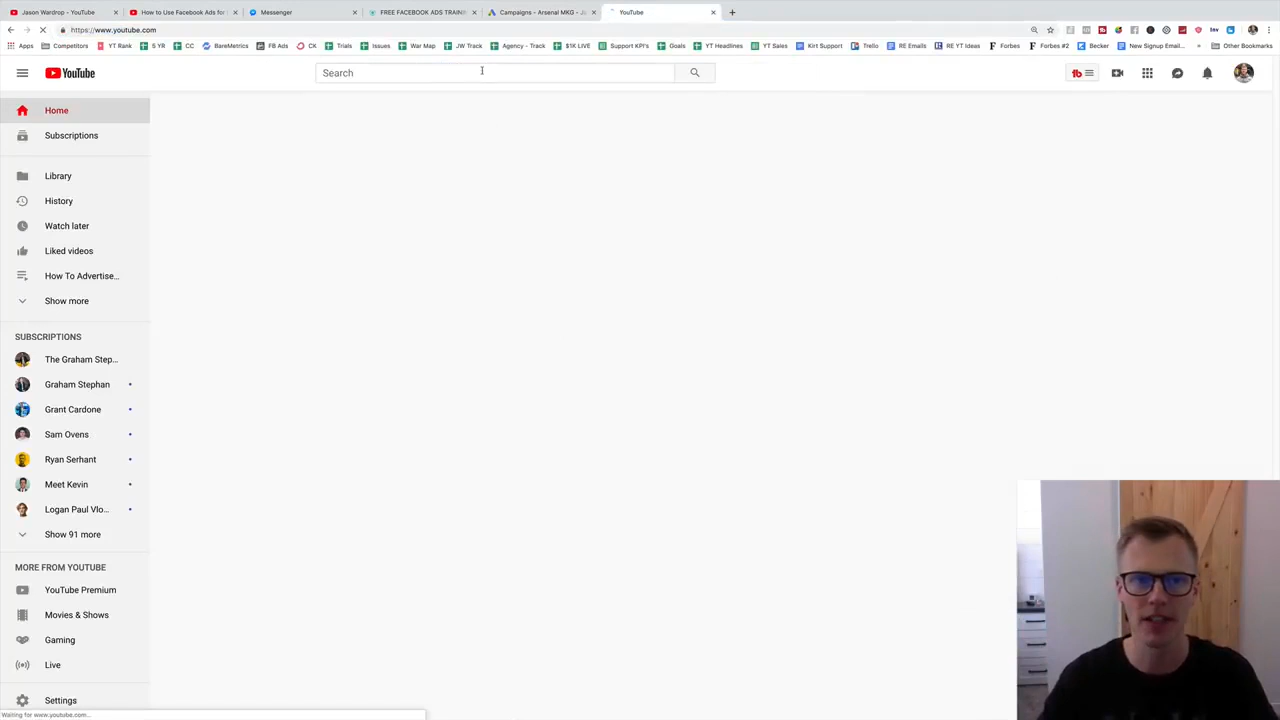 Jason Wardrop - YouTube
How to Use Facebook Ads for
Messenger
FREE FACEBOOK ADS TRAIN
Campaigns - Arsenal MKG - J
YouTube
https://www.youtube.com
Apps Competitors YT Rank 5 YR CC BareMetrics FB Ads CK Trials Issues War Map JW Track Agency - Track $1K LIVE Support KPI's Goals YT Headlines YT Sales Kirt Support Trello RE Emails RE YT Ideas Forbes Forbes #2 Becker New Signup Email... Other Bookmarks
YouTube
Search
Home
Subscriptions
Library
History
Watch later
Liked videos
How To Advertise...
Show more
SUBSCRIPTIONS
The Graham Step...
Graham Stephan
Grant Cardone
Sam Ovens
Ryan Serhant
Meet Kevin
Logan Paul Vlo...
Show 91 more
MORE FROM YOUTUBE
YouTube Premium
Movies & Shows
Gaming
Live
Settings
Waiting for www.youtube.com...